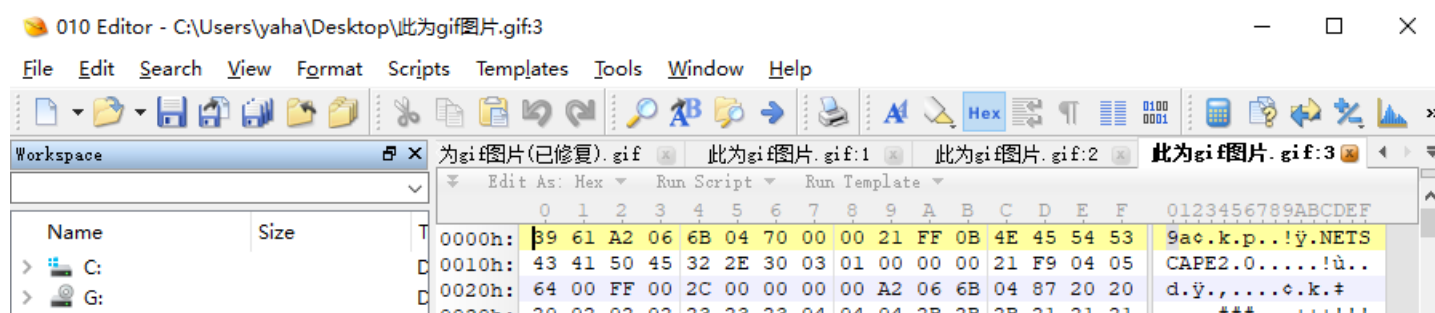 010 Editor - C:\Users\yaha\Desktop\此为gif图片.gif:3
File Edit Search View Format Scripts Templates Tools Window Help
Hex
Workspace
为gif图片(已修复).gif 此为gif图片.gif:1 此为gif图片.gif:2 此为gif图片.gif:3
Edit As: Hex Run Script Run Template
0 1 2 3 4 5 6 7 8 9 A B C D E F 0123456789ABCDEF
Name Size T
0000h: 39 61 A2 06 6B 04 70 00 00 21 FF 0B 4E 45 54 53 9a¢.k.p..!ÿ.NETS
C: D
0010h: 43 41 50 45 32 2E 30 03 01 00 00 00 21 F9 04 05 CAPE2.0.....!ù..
G: D
0020h: 64 00 FF 00 2C 00 00 00 00 A2 06 6B 04 87 20 20 d.ÿ.,....¢.k.‡